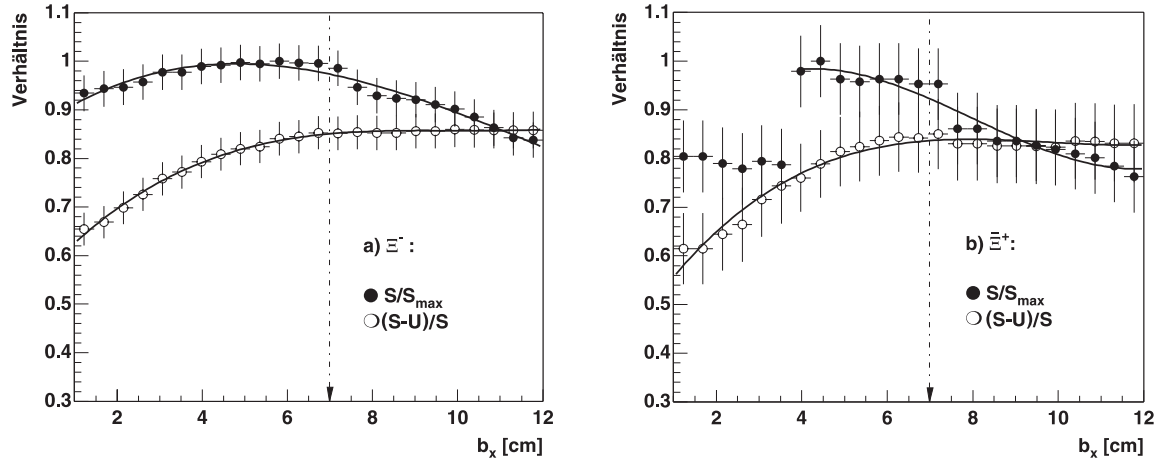 Verhältnis
1.1
1
0.9
0.8
0.7
0.6
0.5
0.4
0.3
2 4 6 8 10 12
b_x [cm]
a) Ξ⁻ :
S/S_max
(S-U)/S
Verhältnis
1.1
1
0.9
0.8
0.7
0.6
0.5
0.4
0.3
2 4 6 8 10 12
b_x [cm]
b) Ξ̄⁺:
S/S_max
(S-U)/S